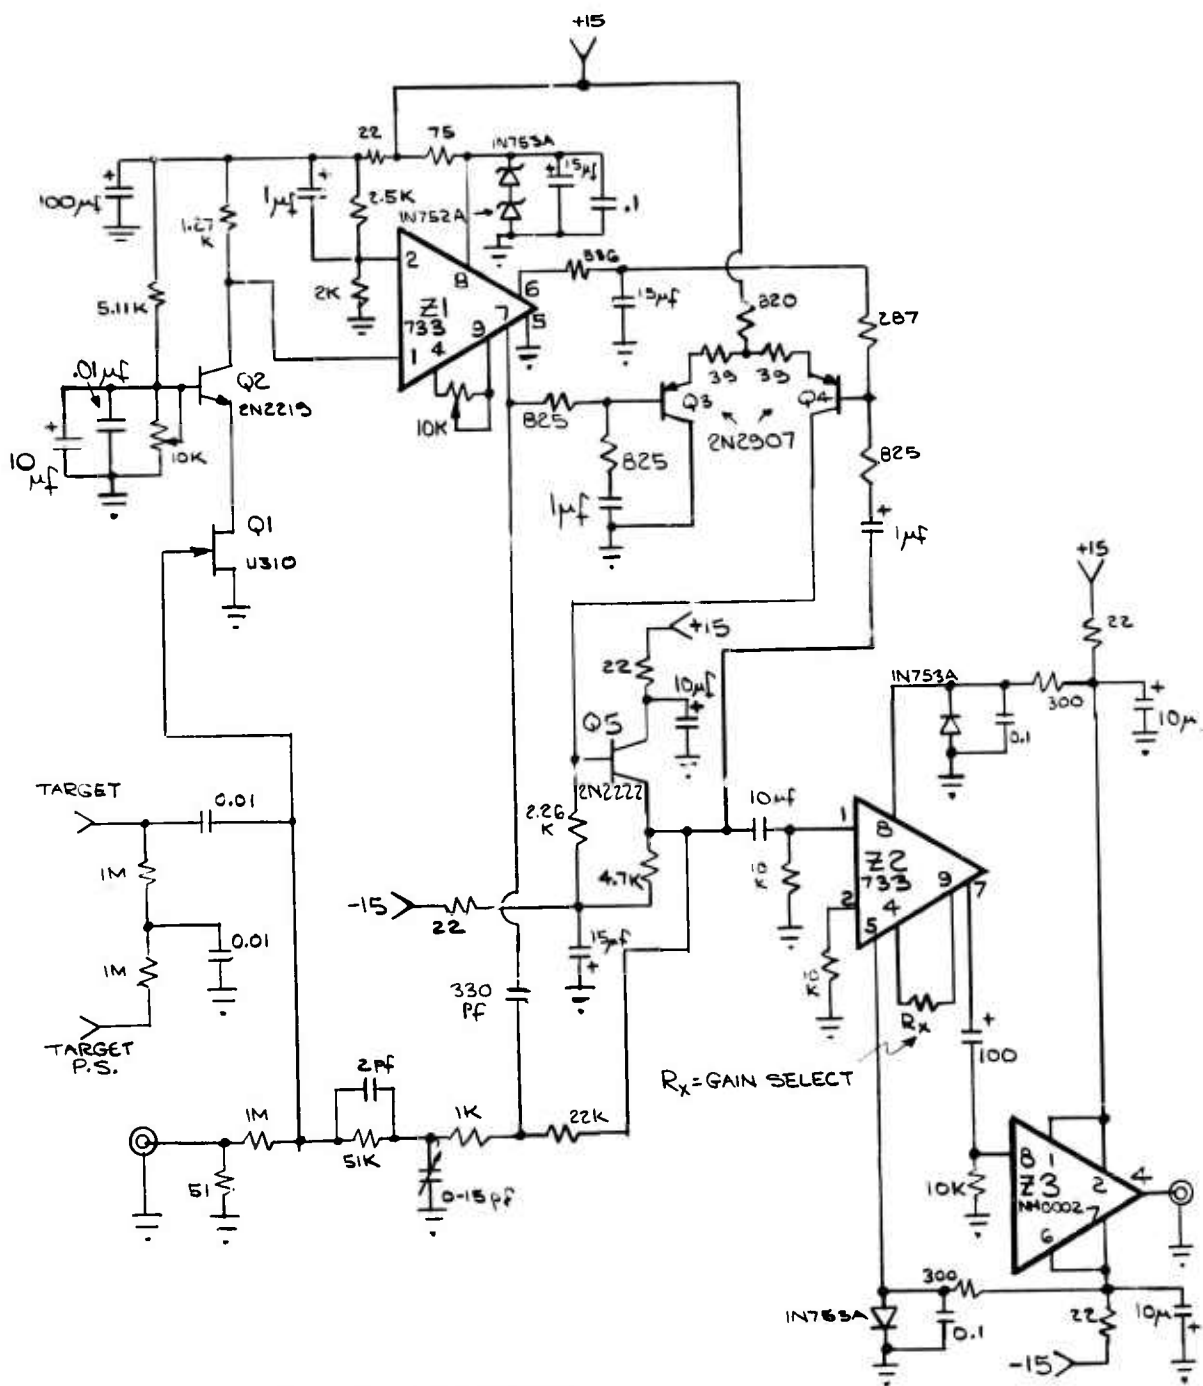 +15
22
75
1N753A
+
100μf
+
1μf
2.5K
1N752A
+
15μf
.1
1.27
K
2
8
6
5
7
2K
Z1
733
9
4
1
15μf
320
287
5.11K
.01μf
Q2
2N2219
39
39
Q3
Q4
10K
825
2N2907
+
10
μf
10K
825
1μf
825
+
1μf
Q1
U310
+15
+15
22
22
10μf
+
1N753A
300
+
10μ
0.1
Q5
2N2222
TARGET
0.01
2.26
K
10μf
1
8
Z2
733
9
7
2
4
5
1M
4.7K
10
K
-15
22
0.01
1M
15μf
+
10
K
330
pf
RX
+
100
TARGET
P.S.
RX=GAIN SELECT
2pf
1M
1K
22K
51K
51
0-15pf
8
1
Z3
NH0002
2
4
7
6
10K
300
1N753A
0.1
22
10μ
+
-15